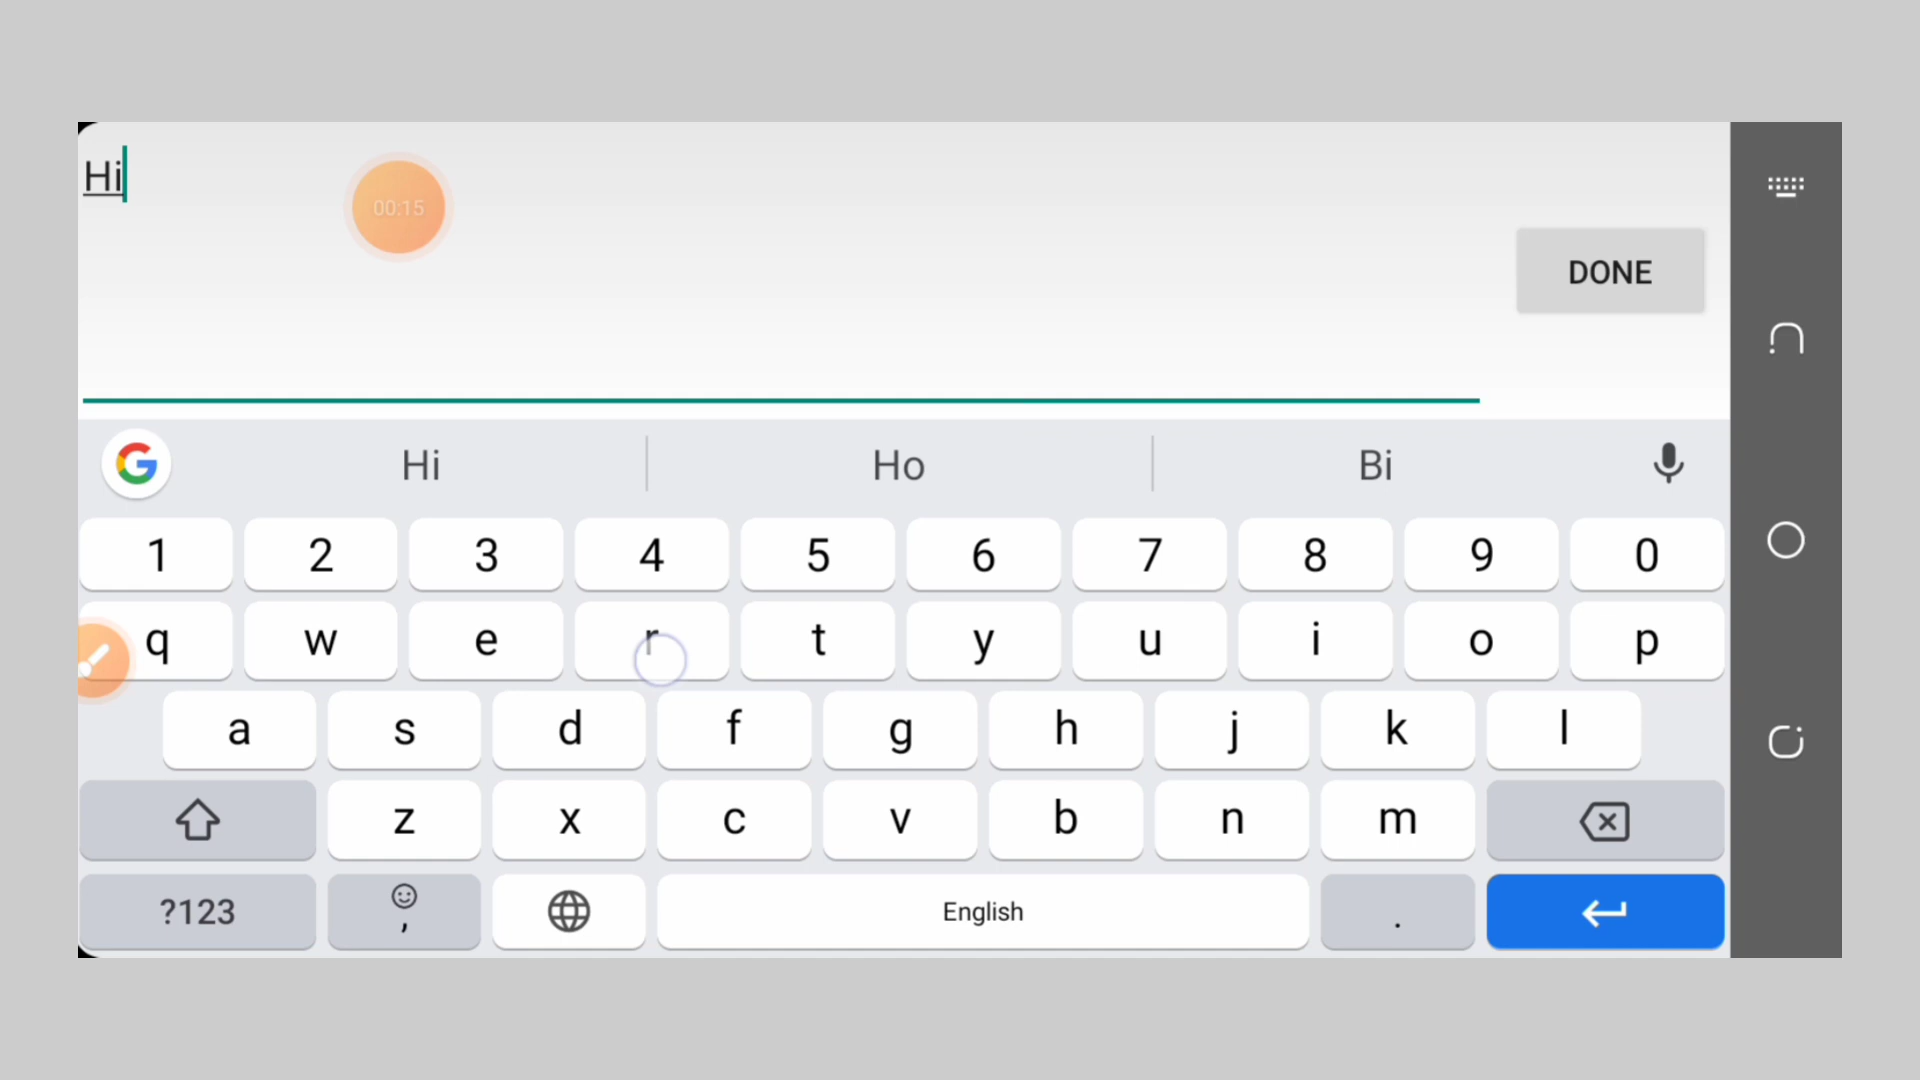 Hi
00:15
DONE
Hi Ho Bi
1 2 3 4 5 6 7 8 9 0
q w e r t y u i o p
a s d f g h j k l
z x c v b n m
?123 , English .